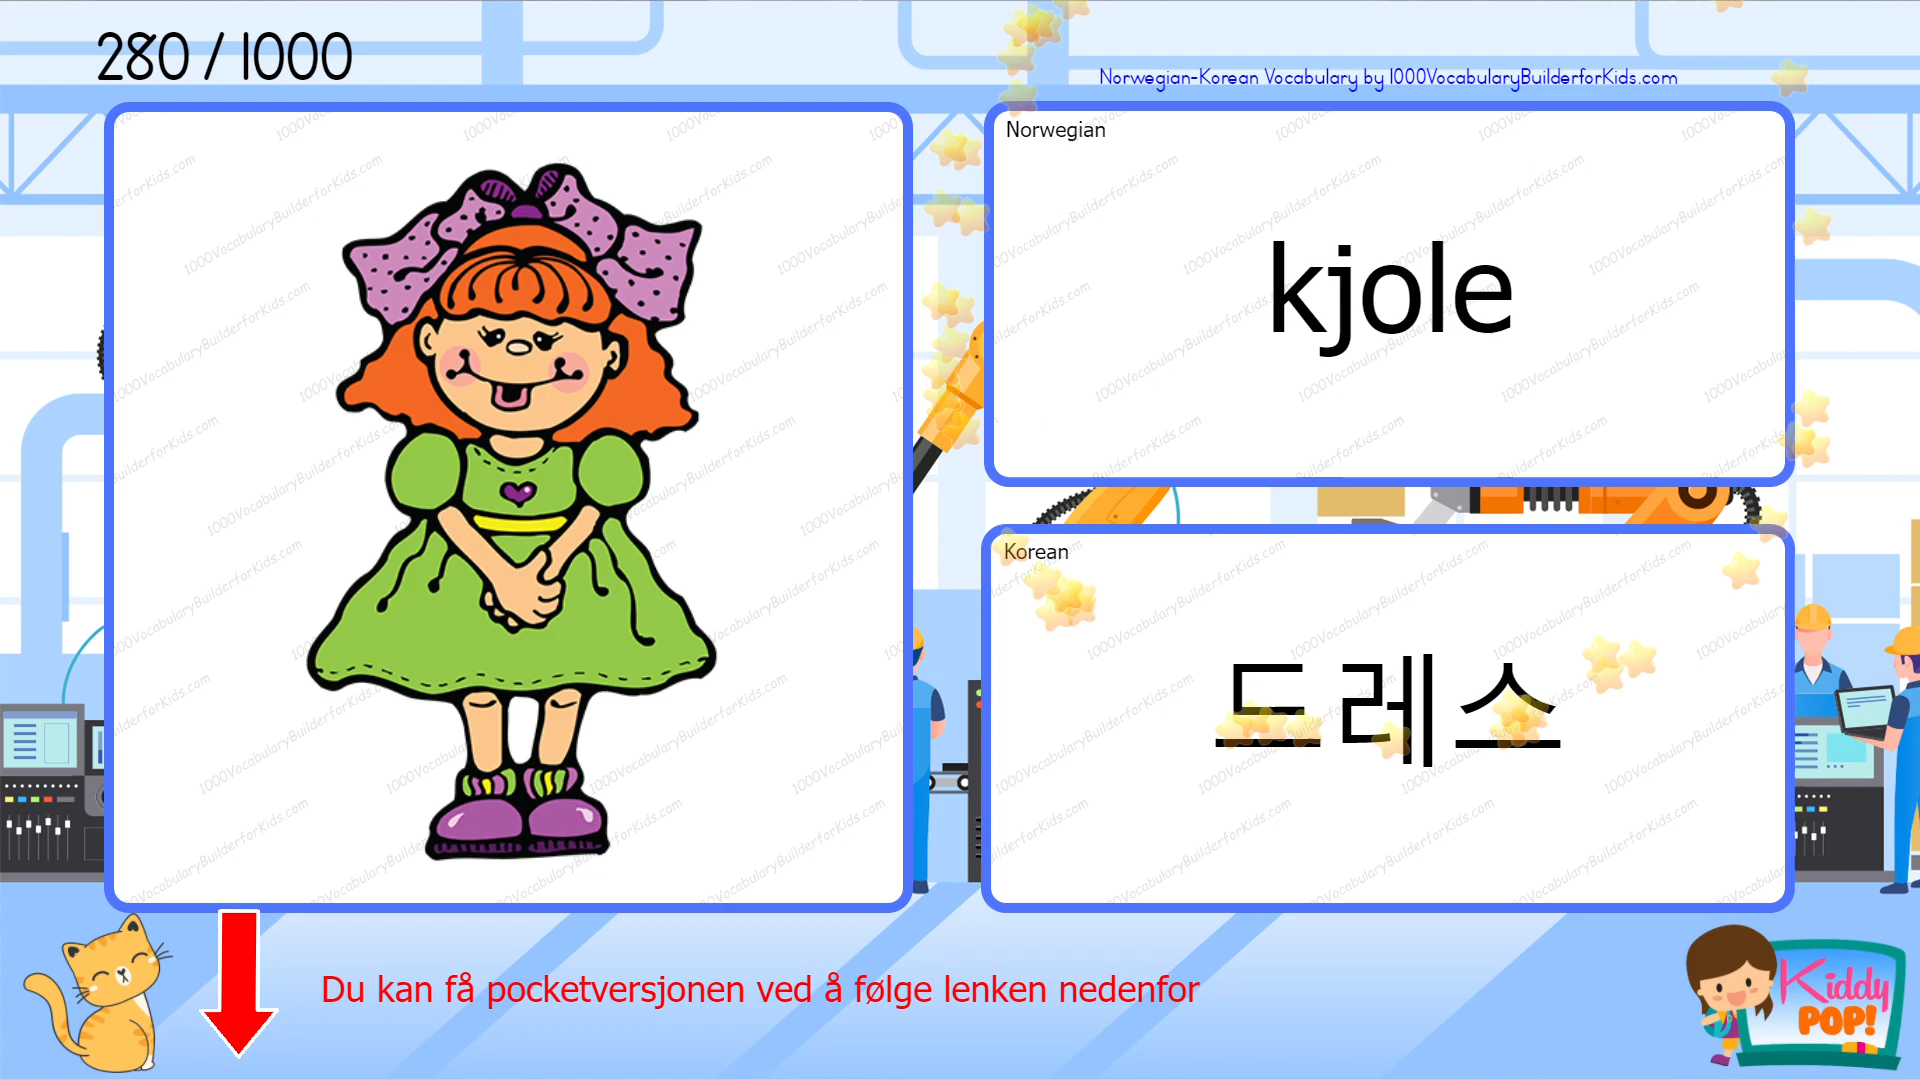 280 / 1000
Norwegian-Korean Vocabulary by 1000VocabularyBuilderforKids.com
Norwegian
kjole
Korean
드레스
Du kan få pocketversjonen ved å følge lenken nedenfor
Kiddy
POP!